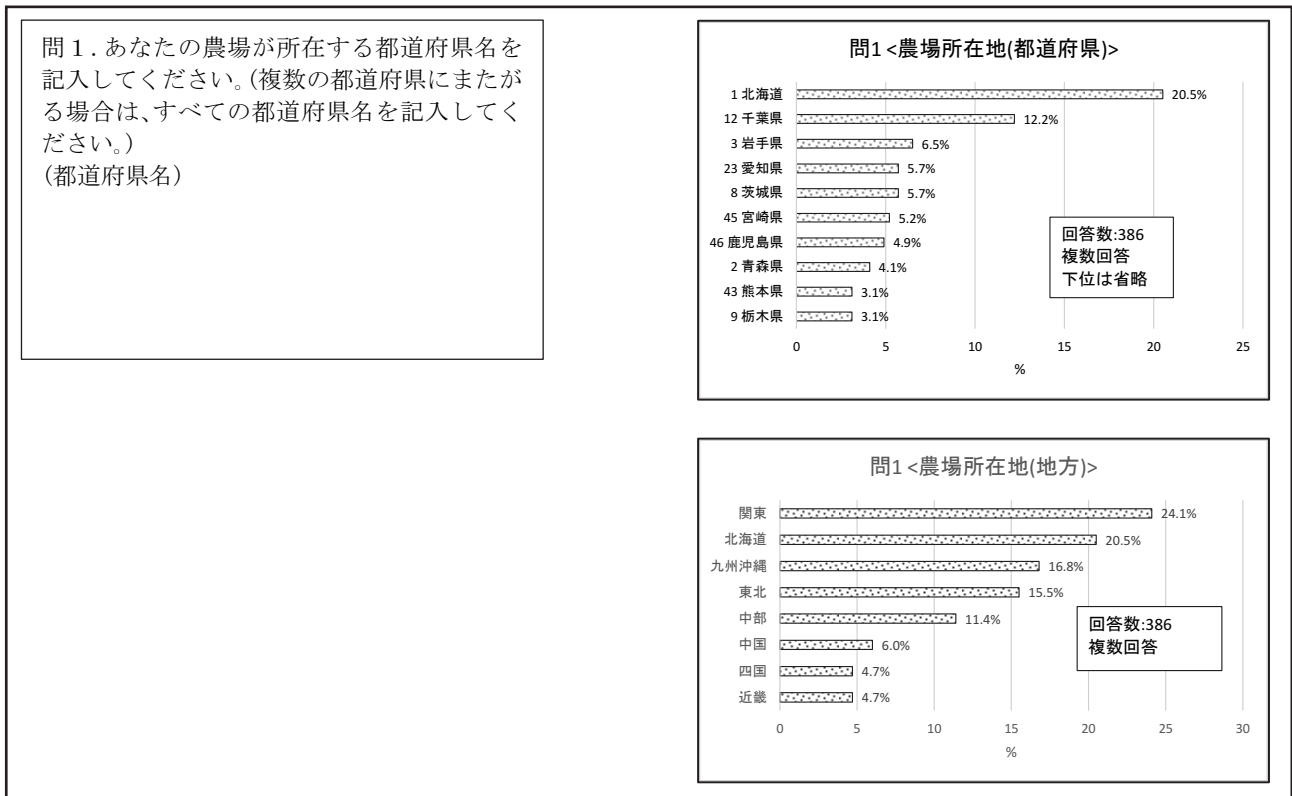 問１.あなたの農場が所在する都道府県名を
記入してください。(複数の都道府県にまたが
る場合は、すべての都道府県名を記入してく
ださい。)
(都道府県名)
問1 <農場所在地(都道府県)>
1 北海道 20.5%
12 千葉県 12.2%
3 岩手県 6.5%
23 愛知県 5.7%
8 茨城県 5.7%
45 宮崎県 5.2%
46 鹿児島県 4.9%
2 青森県 4.1%
43 熊本県 3.1%
9 栃木県 3.1%
回答数:386
複数回答
下位は省略
0 5 10 15 20 25
%
問1 <農場所在地(地方)>
関東 24.1%
北海道 20.5%
九州沖縄 16.8%
東北 15.5%
中部 11.4%
中国 6.0%
四国 4.7%
近畿 4.7%
回答数:386
複数回答
0 5 10 15 20 25 30
%